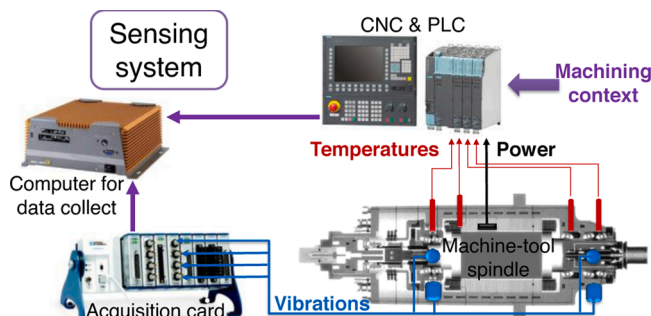 Sensing
system
CNC & PLC
Machining
context
Temperatures
Power
Computer for
data collect
Machine-tool
spindle
Vibrations
Acquisition card